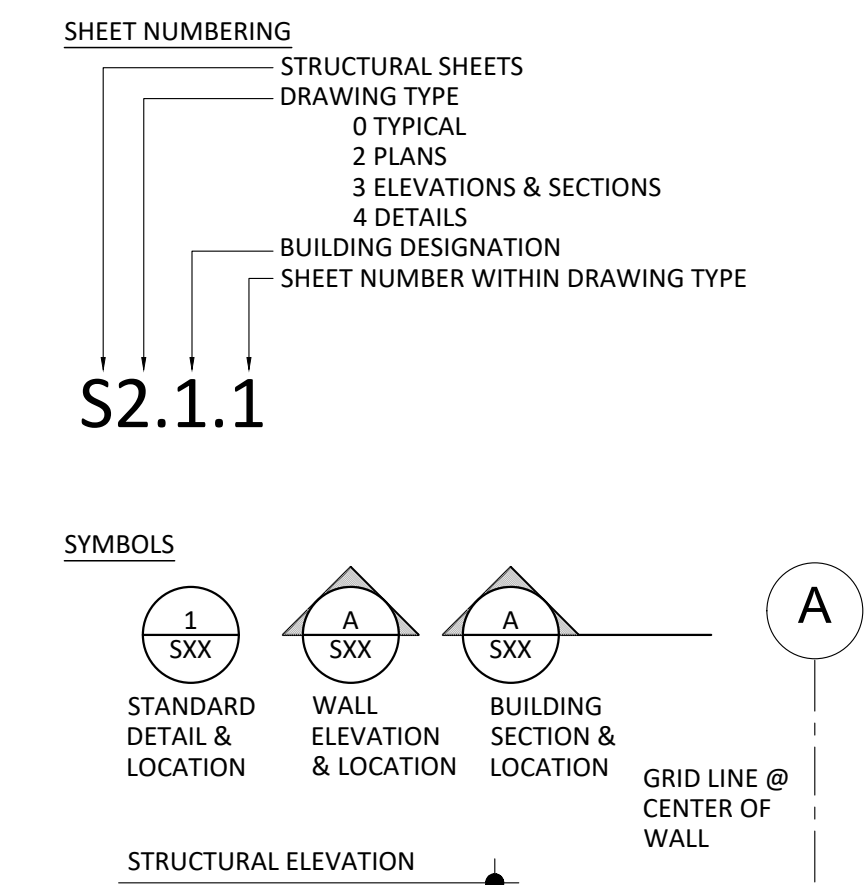 SHEET NUMBERING
STRUCTURAL SHEETS
DRAWING TYPE
0 TYPICAL
2 PLANS
3 ELEVATIONS & SECTIONS
4 DETAILS
BUILDING DESIGNATION
SHEET NUMBER WITHIN DRAWING TYPE
S2.1.1
SYMBOLS
1
SXX
STANDARD
DETAIL &
LOCATION
A
SXX
WALL
ELEVATION
& LOCATION
A
SXX
BUILDING
SECTION &
LOCATION
A
GRID LINE @
CENTER OF
WALL
STRUCTURAL ELEVATION